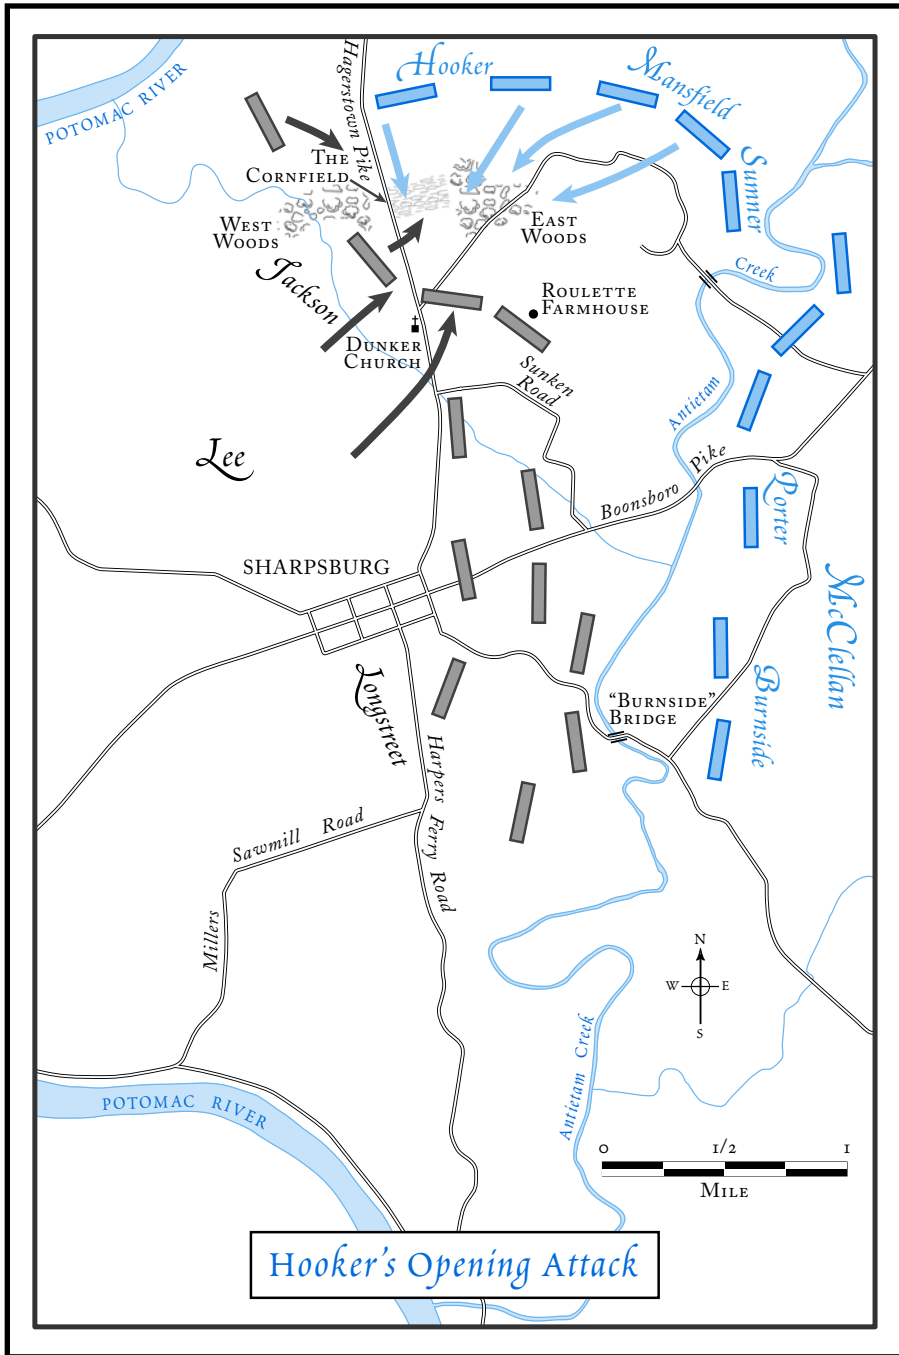 Hooker
Mansfield
Sumner
POTOMAC RIVER
Hagerstown Pike
THE
CORNFIELD
WEST
WOODS
EAST
WOODS
Creek
Jackson
ROULETTE
FARMHOUSE
DUNKER
CHURCH
Sunken
Road
Antietam
Lee
Boonsboro Pike
Porter
SHARPSBURG
McClellan
Longstreet
"BURNSIDE"
BRIDGE
Burnside
Harpers Ferry Road
Sawmill Road
Millers
N
W E
S
Antietam Creek
POTOMAC RIVER
0 1/2 1
MILE
Hooker's Opening Attack